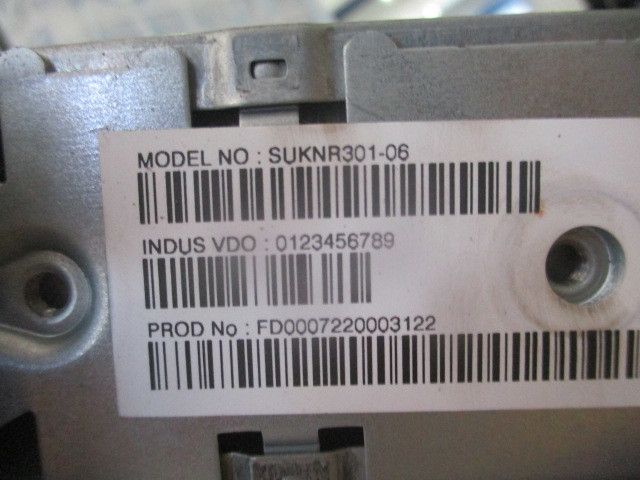 MODEL NO : SUKNR301-06
INDUS VDO : 0123456789
PROD No : FD0007220003122